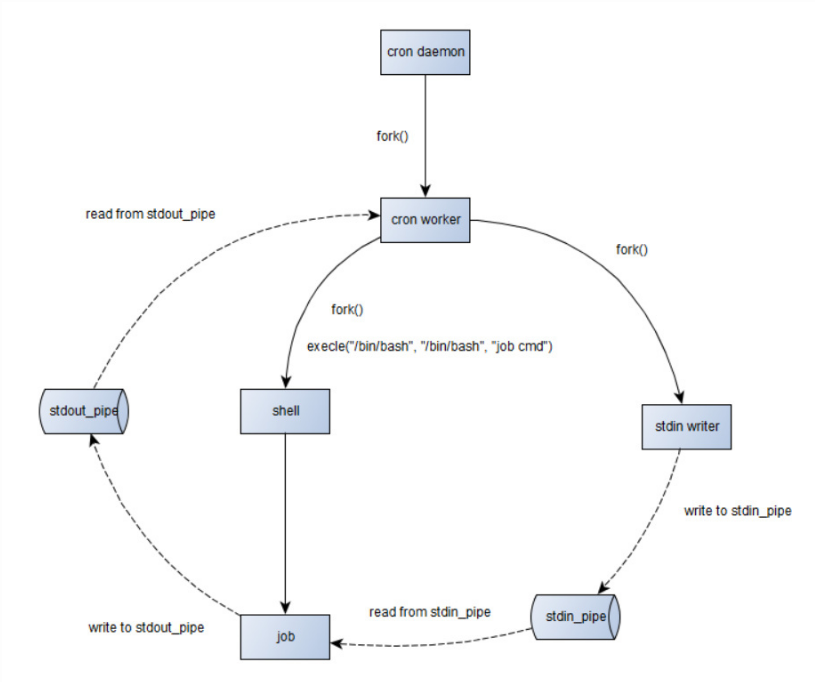 cron daemon
fork()
read from stdout_pipe
cron worker
fork()
fork()
execle("/bin/bash", "/bin/bash", "job cmd")
stdout_pipe
shell
stdin writer
write to stdin_pipe
read from stdin_pipe
stdin_pipe
write to stdout_pipe
job